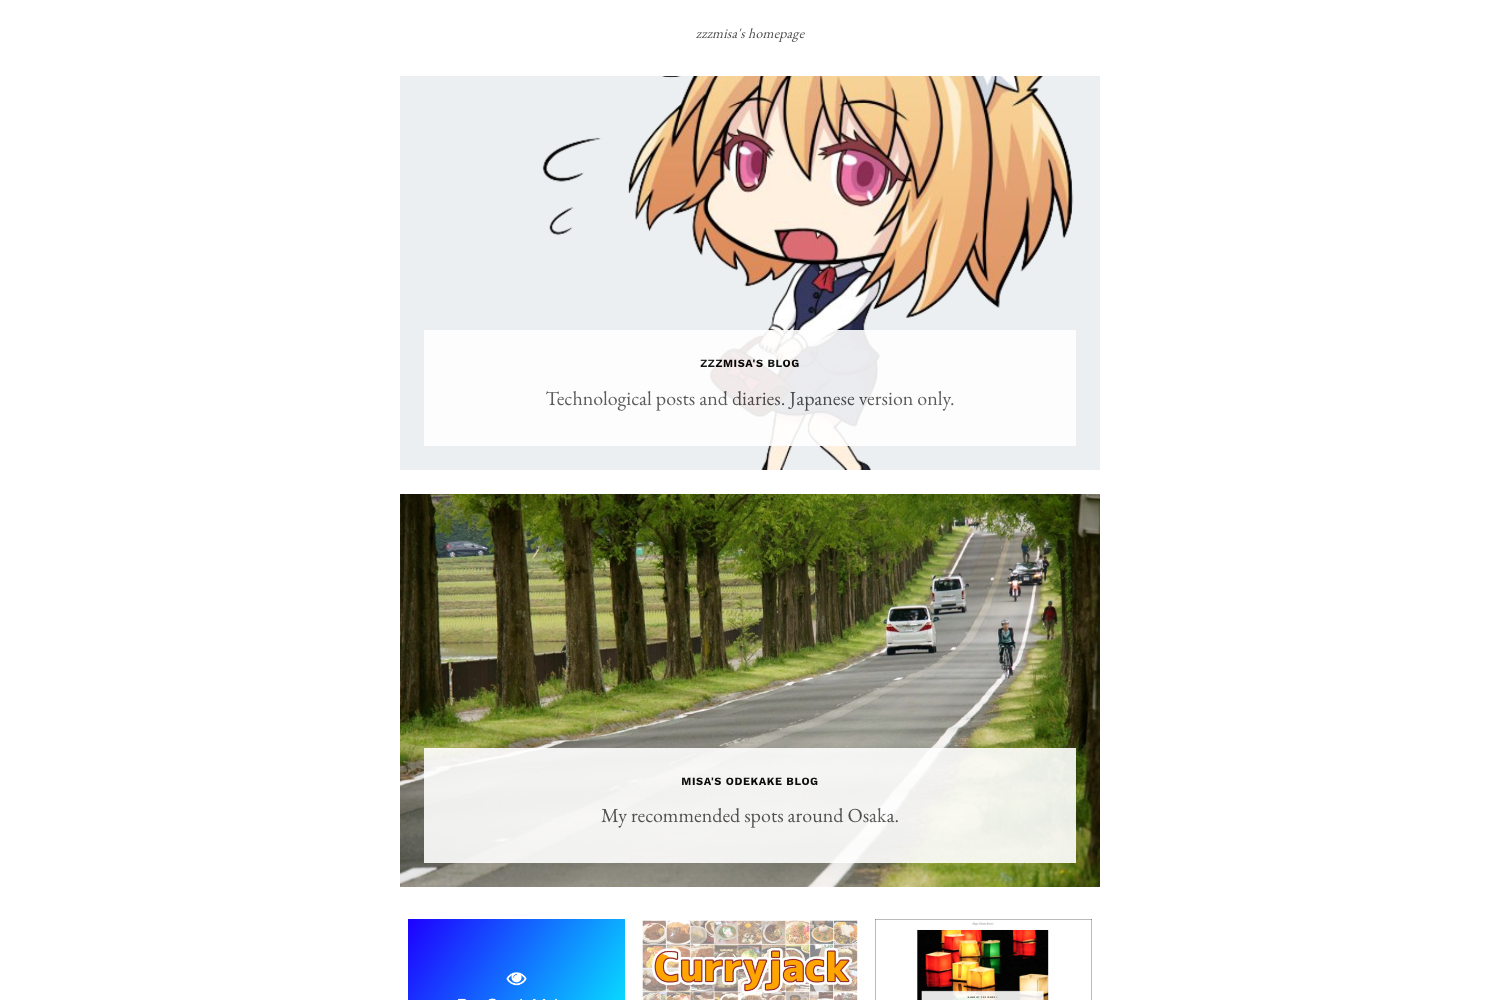 zzzmisa's homepage
ZZZMISA'S BLOG
Technological posts and diaries. Japanese version only.
MISA'S ODEKAKE BLOG
My recommended spots around Osaka.
Curryjack